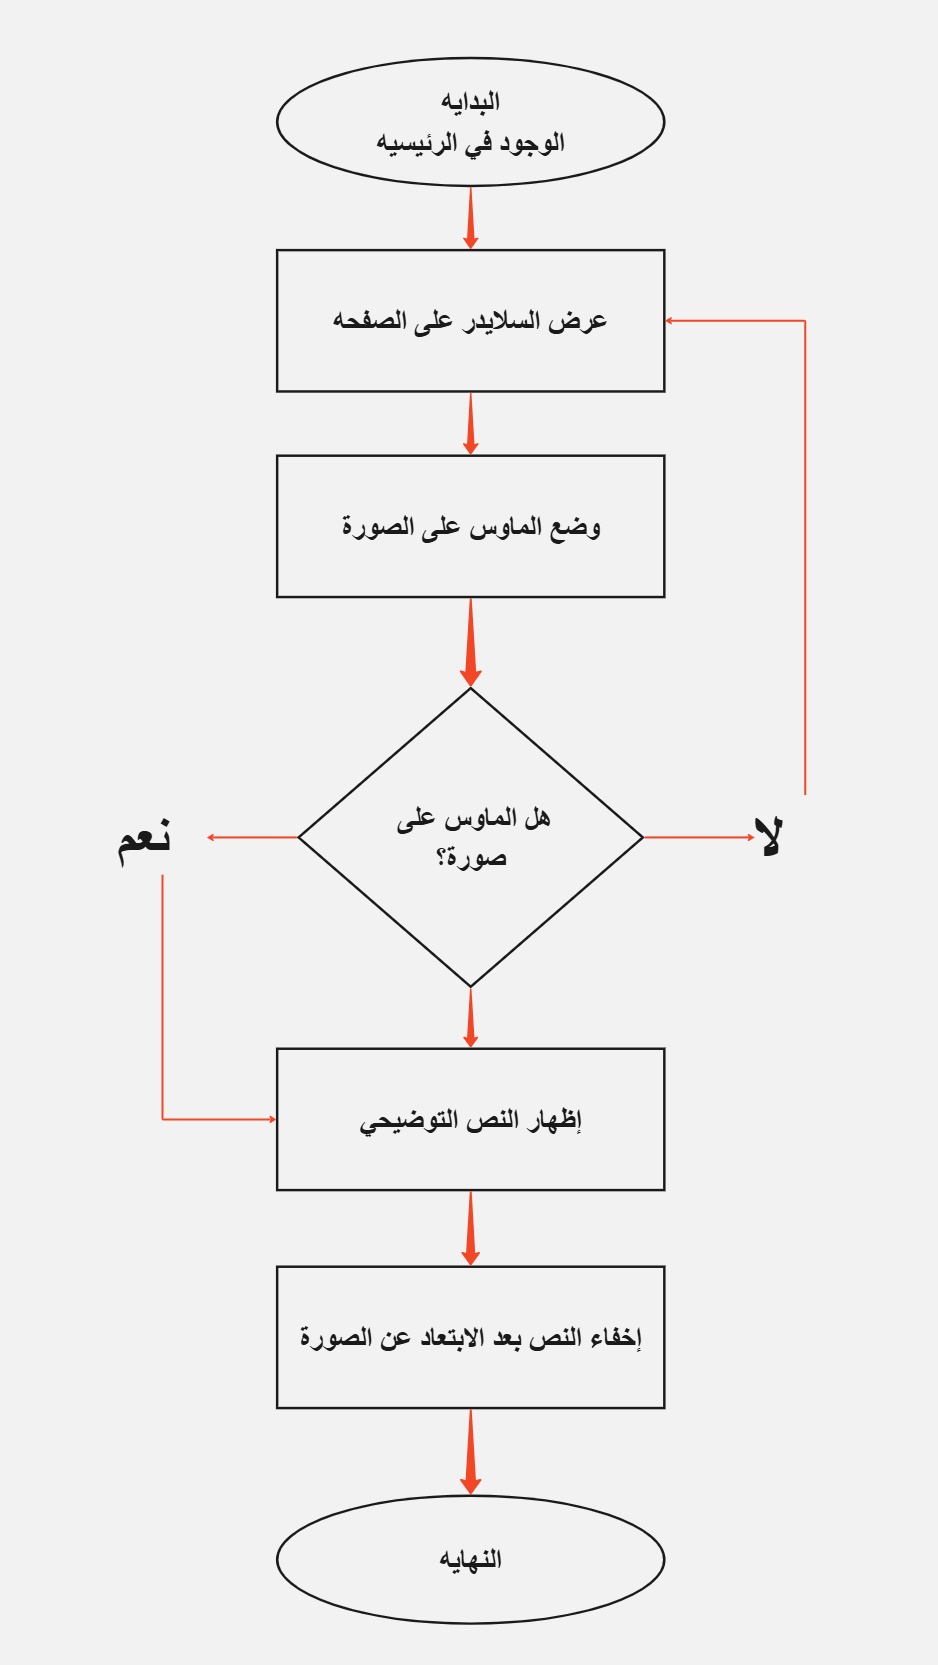 البدايه
الوجود في الرئيسيه
عرض السلايدر على الصفحه
وضع الماوس على الصورة
هل الماوس على
صورة؟
لا
نعم
إظهار النص التوضيحي
إخفاء النص بعد الابتعاد عن الصورة
النهايه